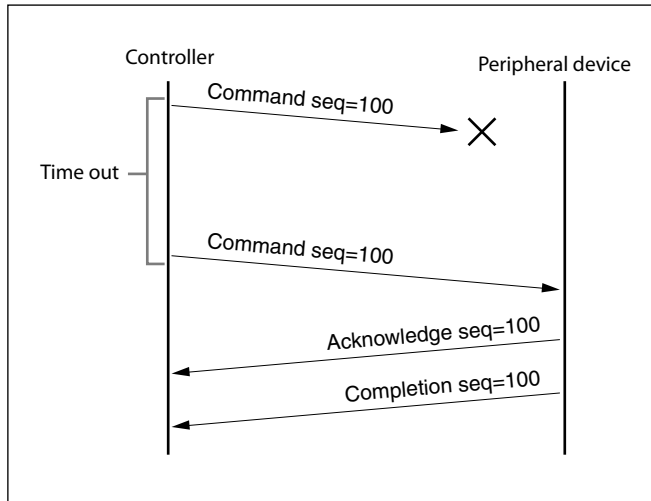 Controller
Peripheral device
Command seq=100
Time out
Command seq=100
Acknowledge seq=100
Completion seq=100